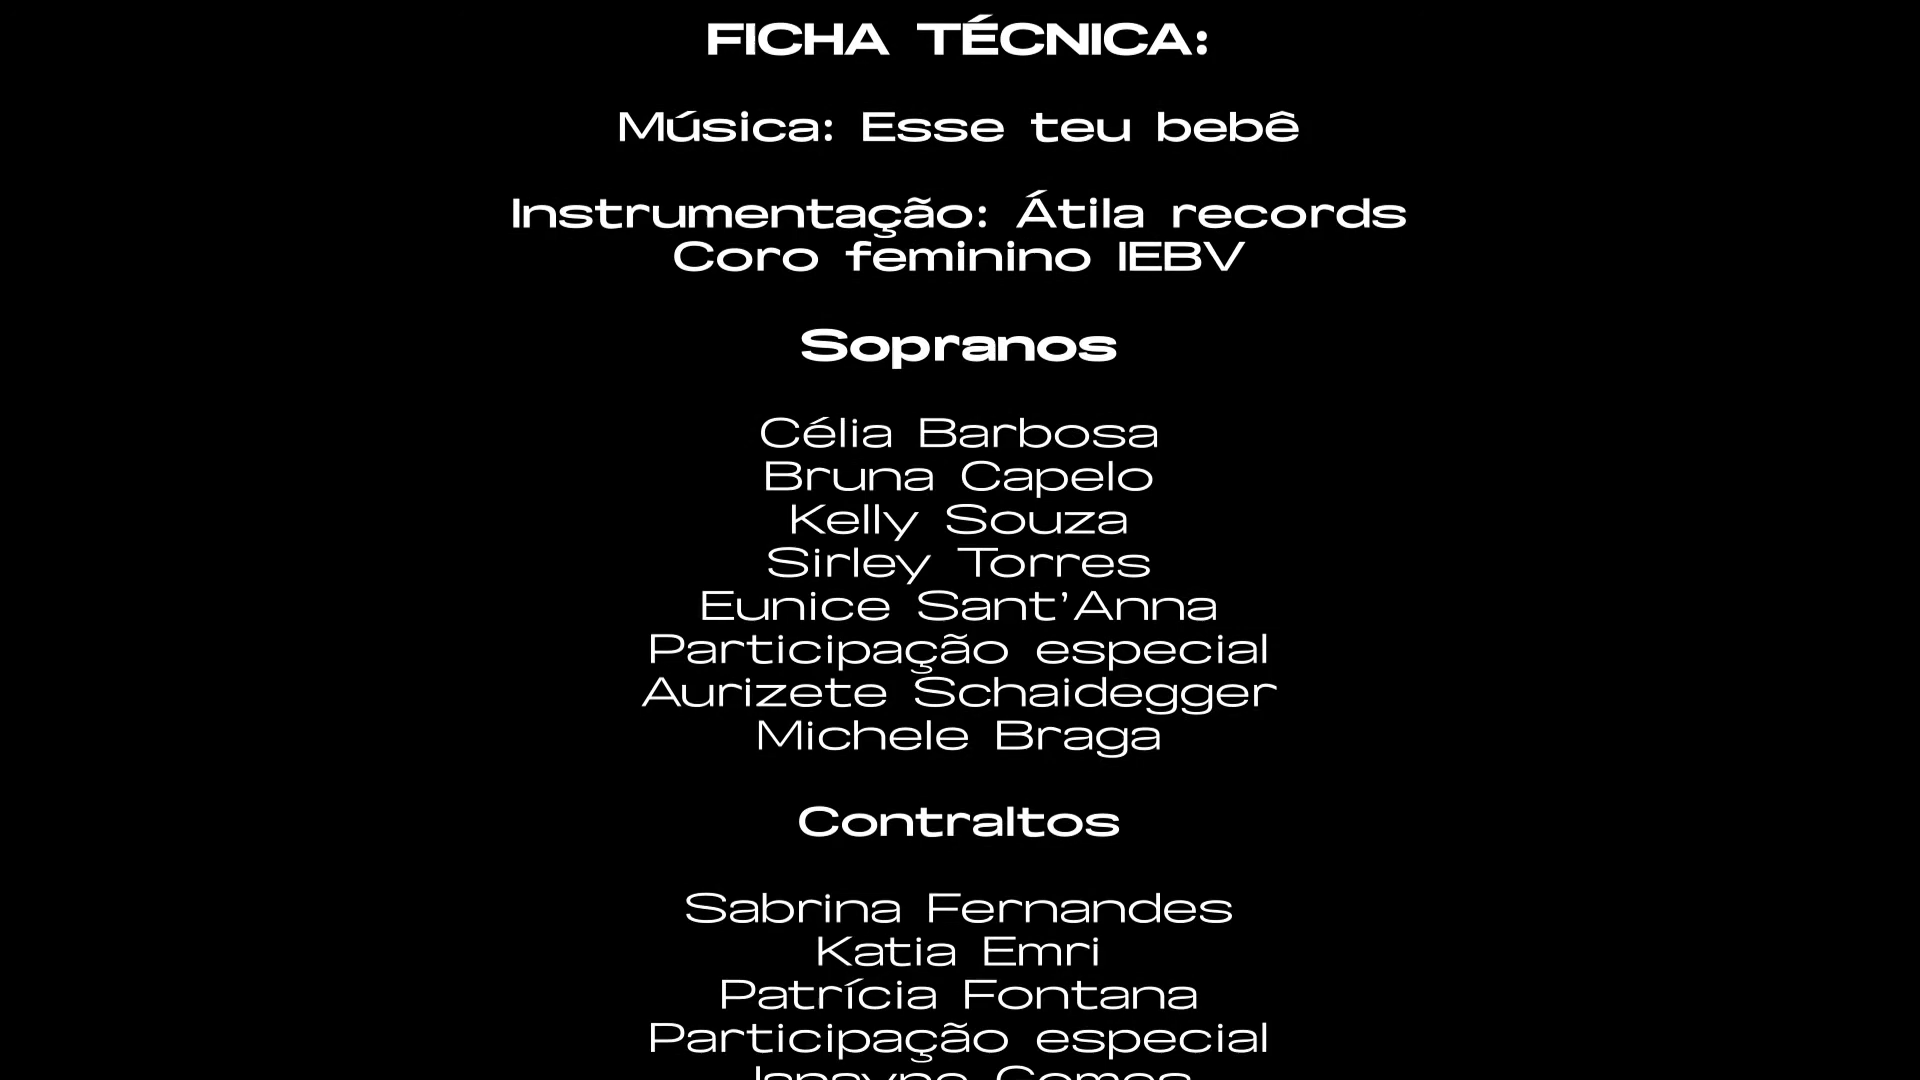 FICHA TÉCNICA:
Música: Esse teu bebê
Instrumentação: Átila records
Coro feminino IEBV
Sopranos
Célia Barbosa
Bruna Capelo
Kelly Souza
Sirley Torres
Eunice Sant'Anna
Participação especial
Aurizete Schaidegger
Michele Braga
Contraltos
Sabrina Fernandes
Katia Emri
Patrícia Fontana
Participação especial